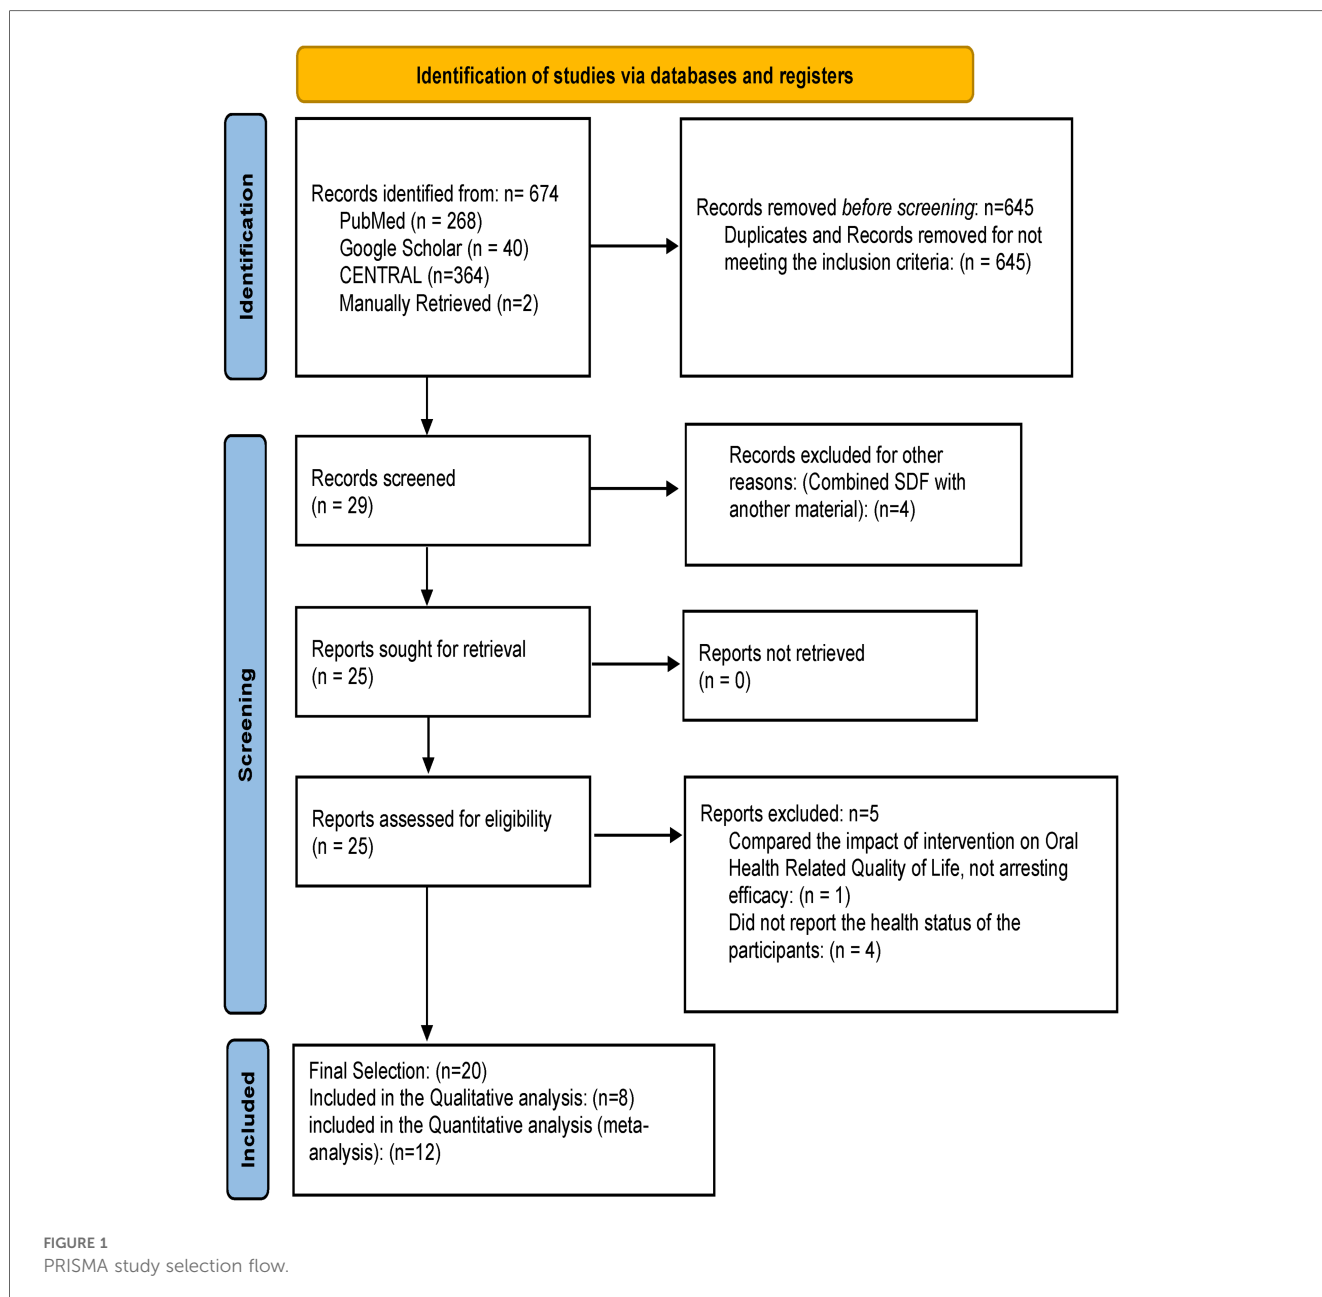 Identification of studies via databases and registers
Identification
Records identified from: n= 674
PubMed (n = 268)
Google Scholar (n = 40)
CENTRAL (n=364)
Manually Retrieved (n=2)
Records removed before screening: n=645
Duplicates and Records removed for not
meeting the inclusion criteria: (n = 645)
Screening
Records screened
(n = 29)
Records excluded for other
reasons: (Combined SDF with
another material): (n=4)
Reports sought for retrieval
(n = 25)
Reports not retrieved
(n = 0)
Reports assessed for eligibility
(n = 25)
Reports excluded: n=5
Compared the impact of intervention on Oral
Health Related Quality of Life, not arresting
efficacy: (n = 1)
Did not report the health status of the
participants: (n = 4)
Included
Final Selection: (n=20)
Included in the Qualitative analysis: (n=8)
included in the Quantitative analysis (meta-
analysis): (n=12)
FIGURE 1
PRISMA study selection flow.